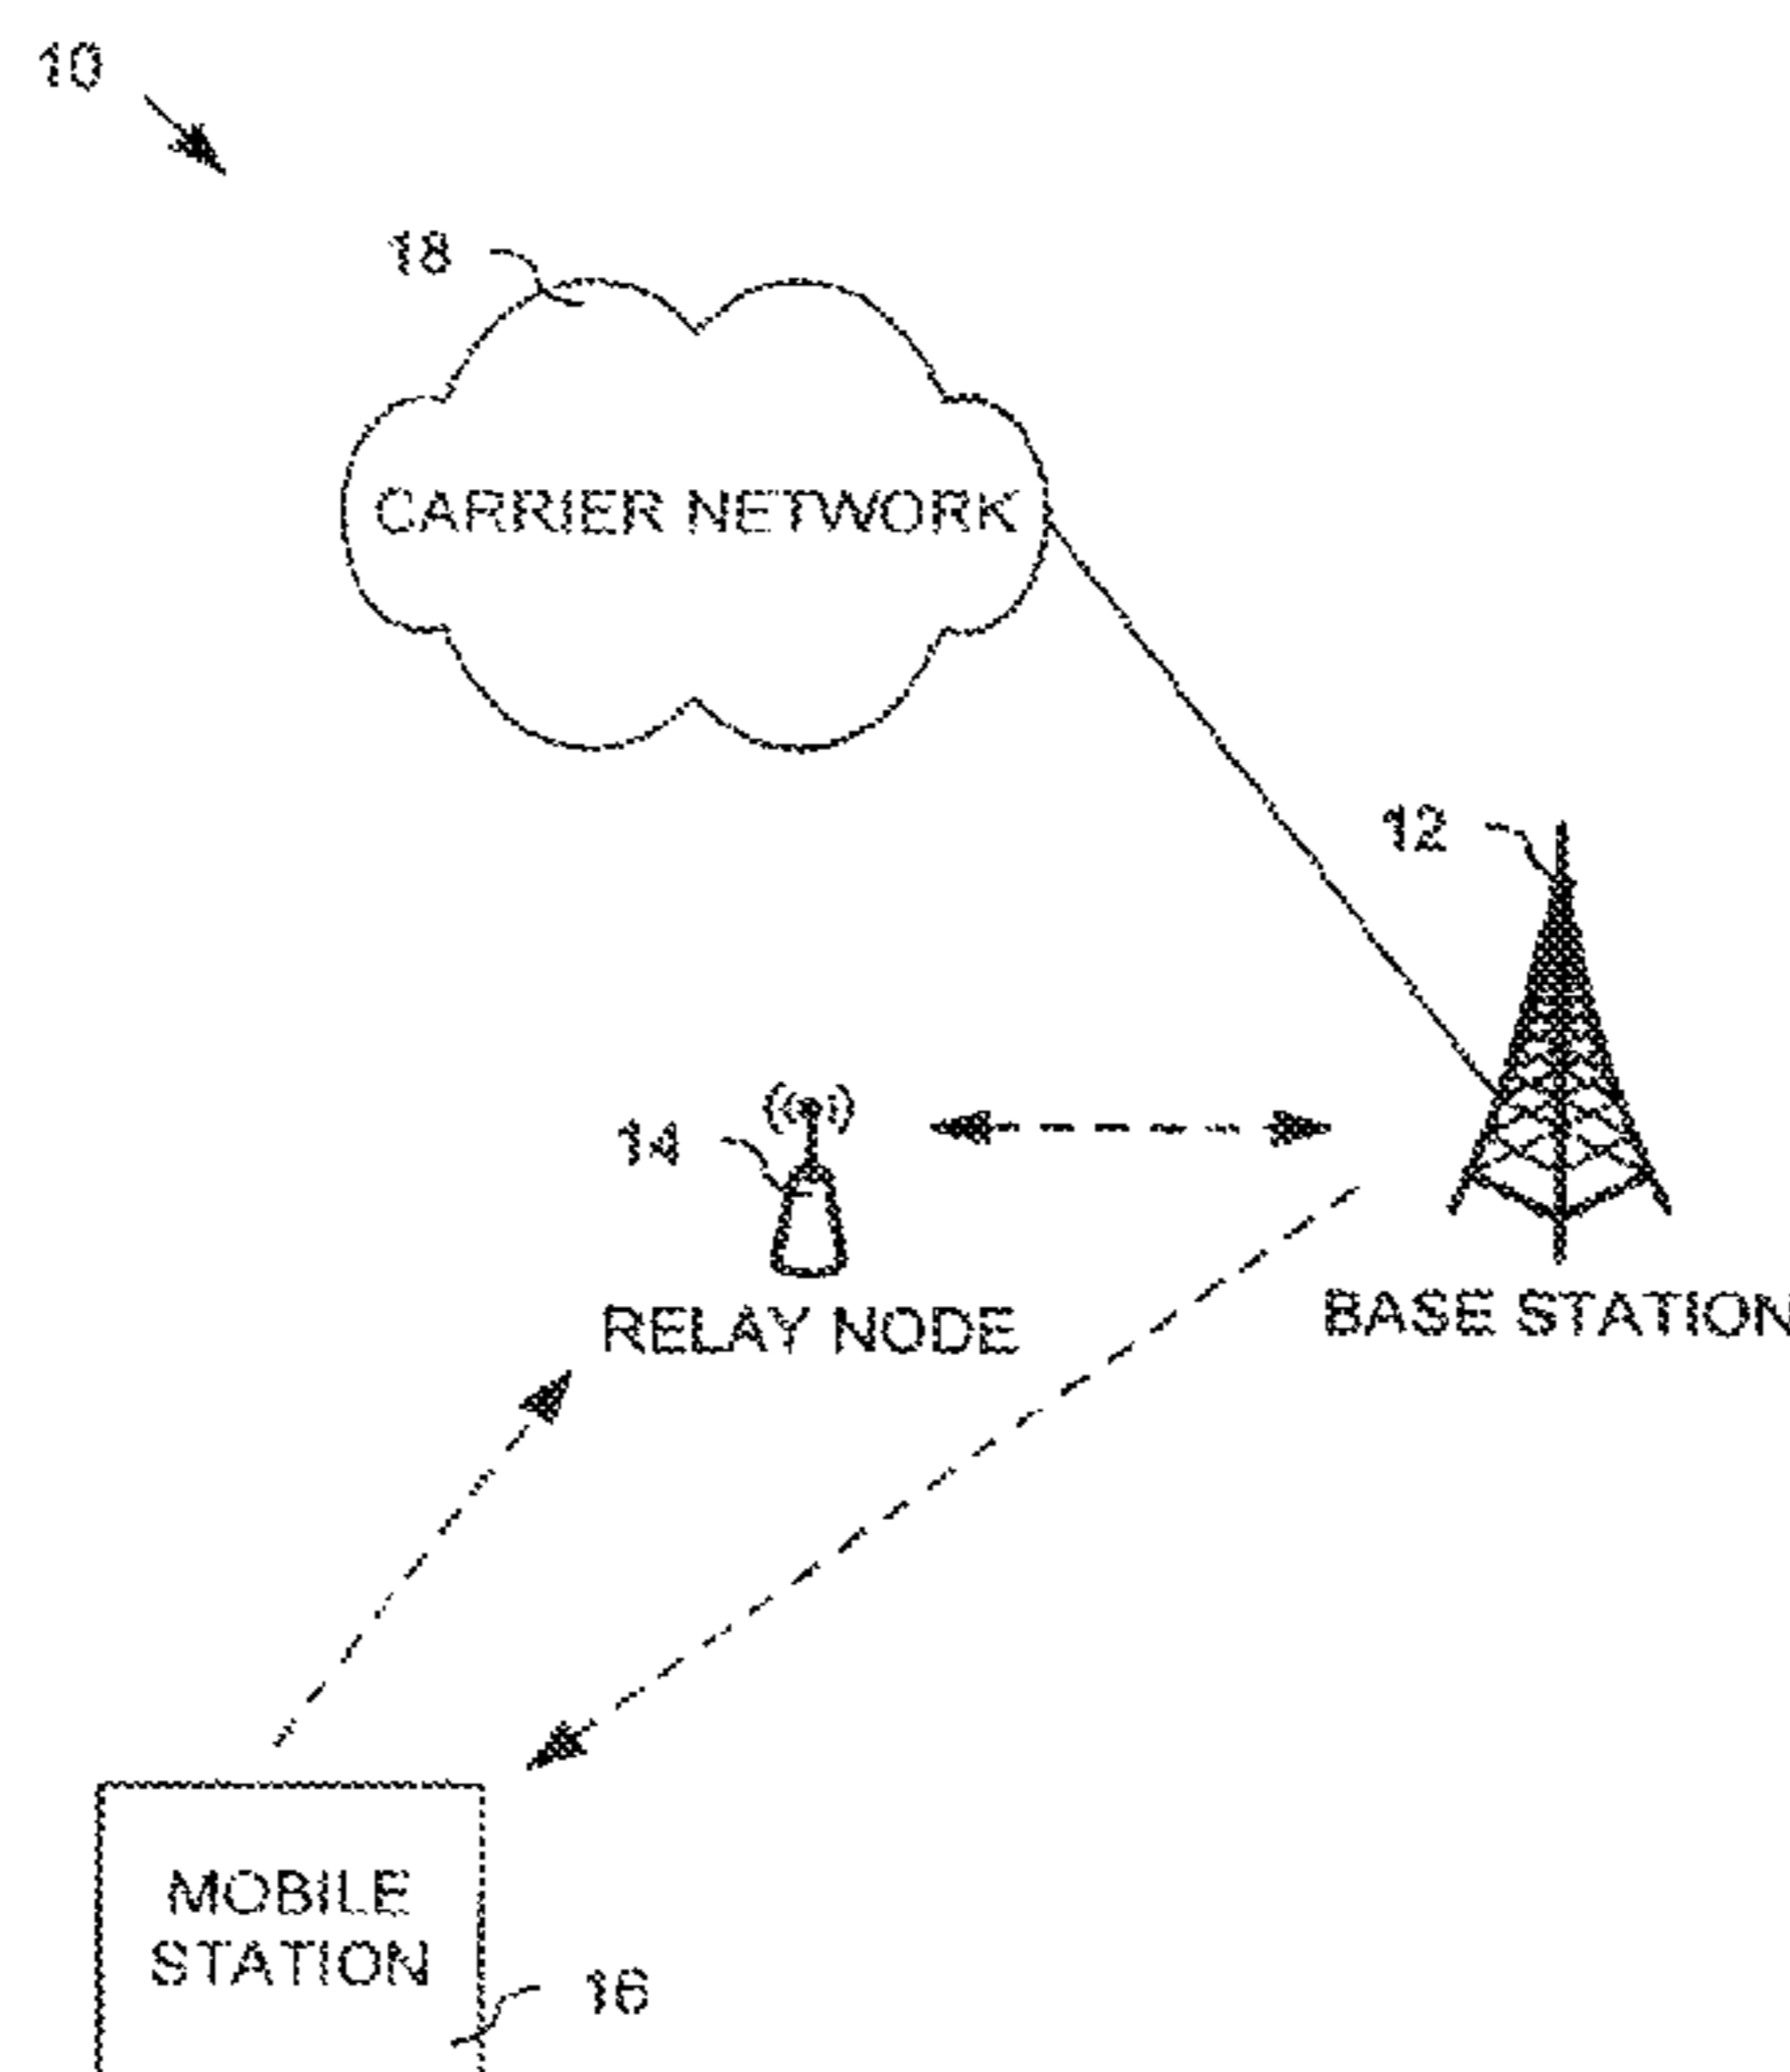 10
18
CARRIER NETWORK
12
14
RELAY NODE
BASE STATION
MOBILE
STATION
16